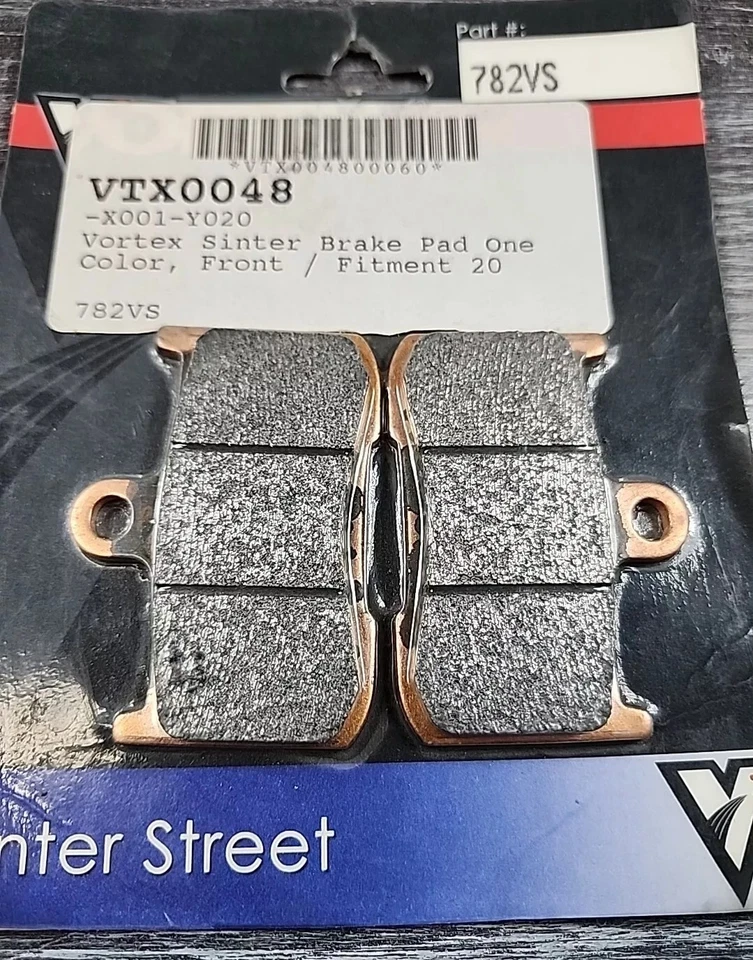 Part #:
782VS
*VTX004800060*
VTX0048
-X001-Y020
Vortex Sinter Brake Pad One
Color, Front / Fitment 20
782VS
nter Street